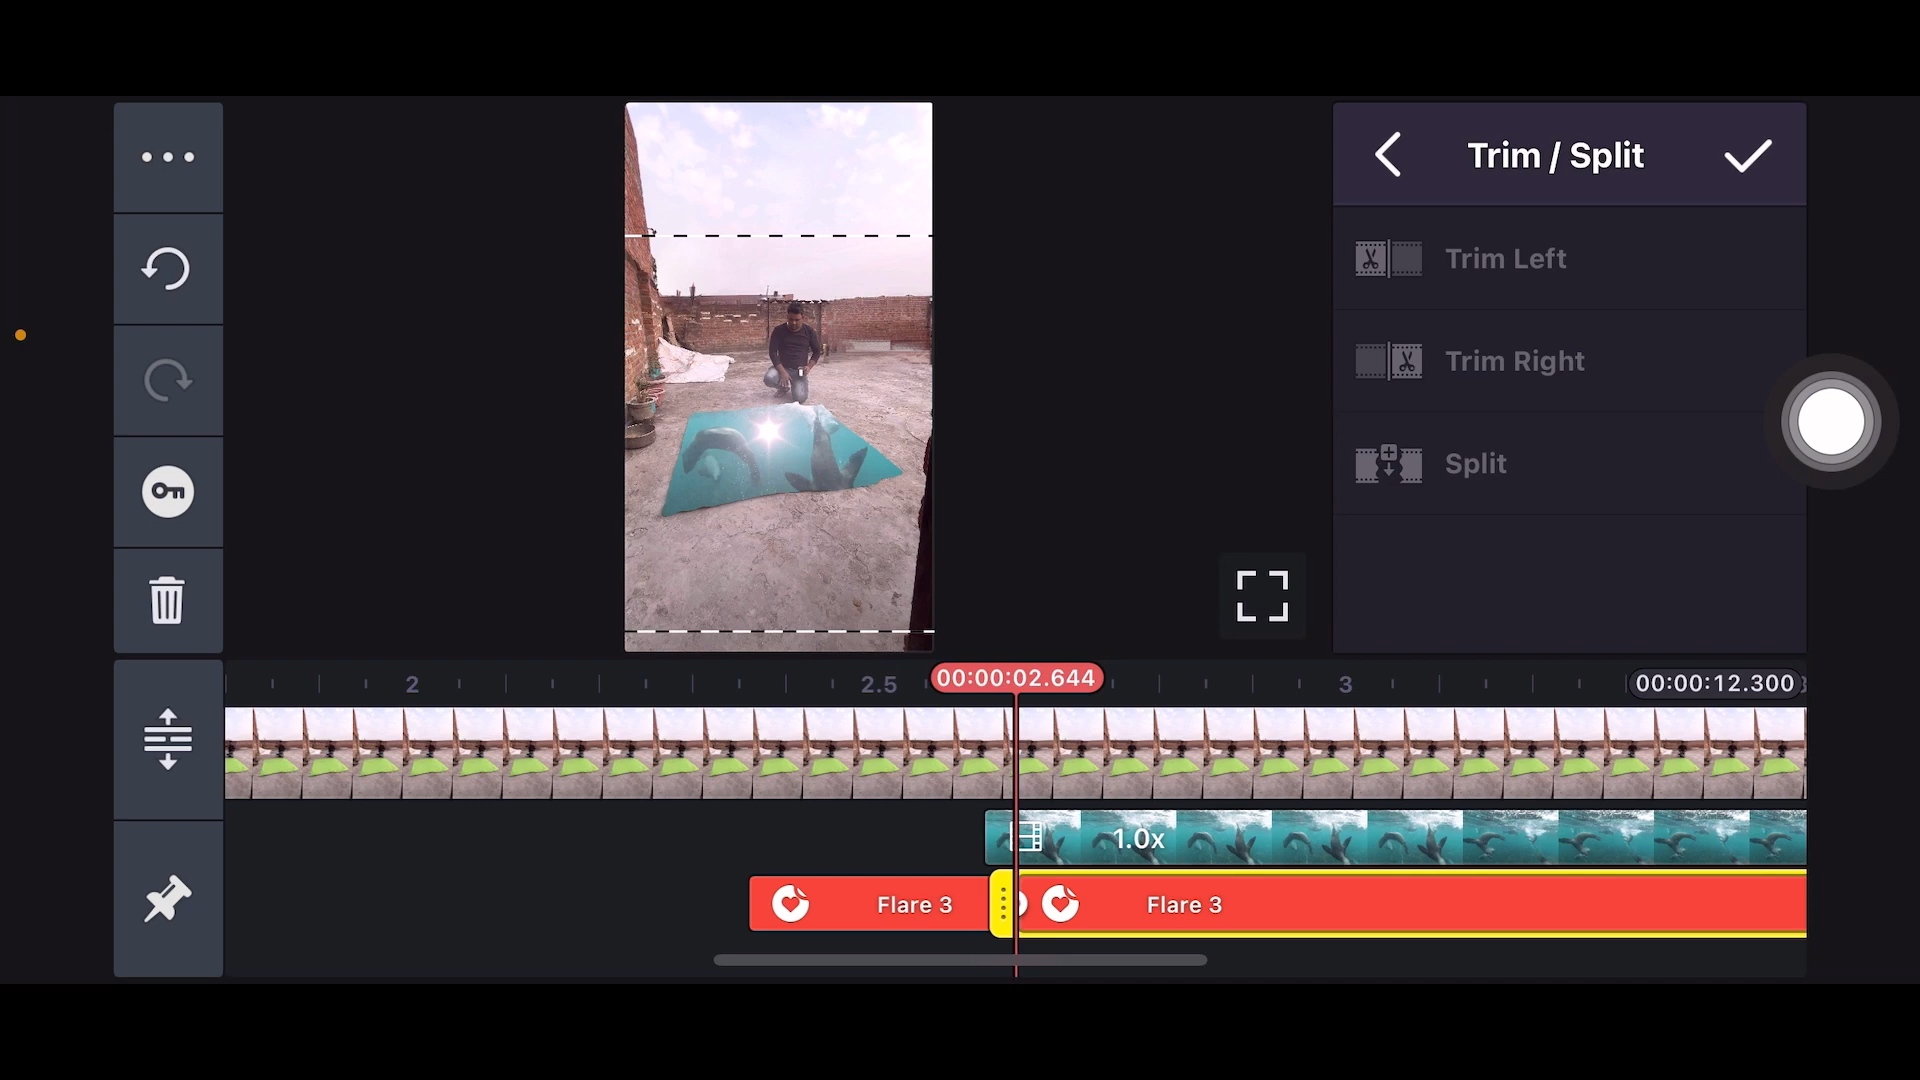 Trim / Split
Trim Left
Trim Right
Split
2
2.5
00:00:02.644
3
00:00:12.300
1.0x
Flare 3
Flare 3